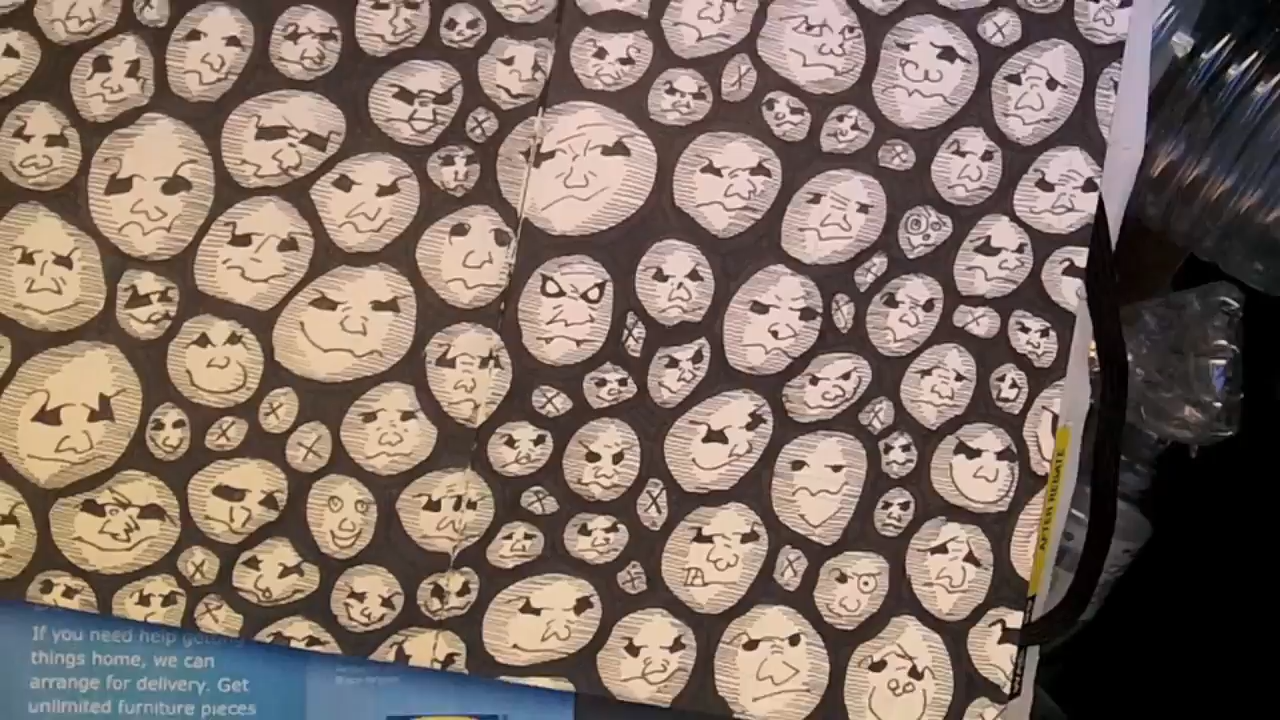 If you need help
things home, we can
arrange for delivery. Get
unlimited furniture pieces
AFTER REBATE